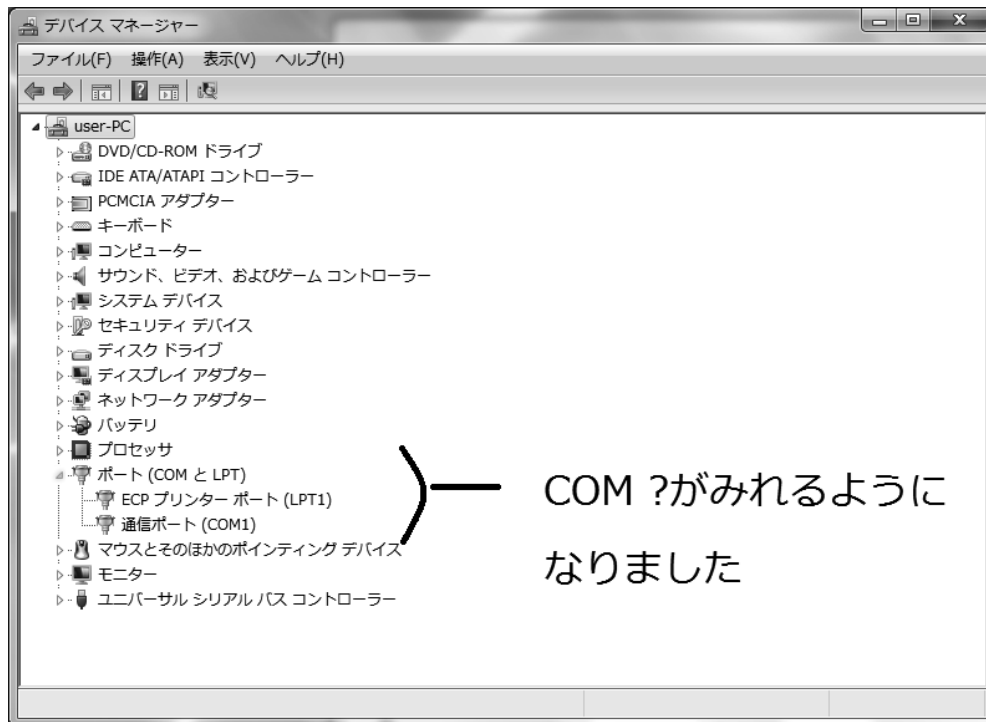 デバイス マネージャー
ファイル(F) 操作(A) 表示(V) ヘルプ(H)
user-PC
DVD/CD-ROM ドライブ
IDE ATA/ATAPI コントローラー
PCMCIA アダプター
キーボード
コンピューター
サウンド、ビデオ、およびゲーム コントローラー
システム デバイス
セキュリティ デバイス
ディスク ドライブ
ディスプレイ アダプター
ネットワーク アダプター
バッテリ
プロセッサ
ポート (COM と LPT)
ECP プリンター ポート (LPT1)
通信ポート (COM1)
マウスとそのほかのポインティング デバイス
モニター
ユニバーサル シリアル バス コントローラー
COM ?がみれるように
なりました